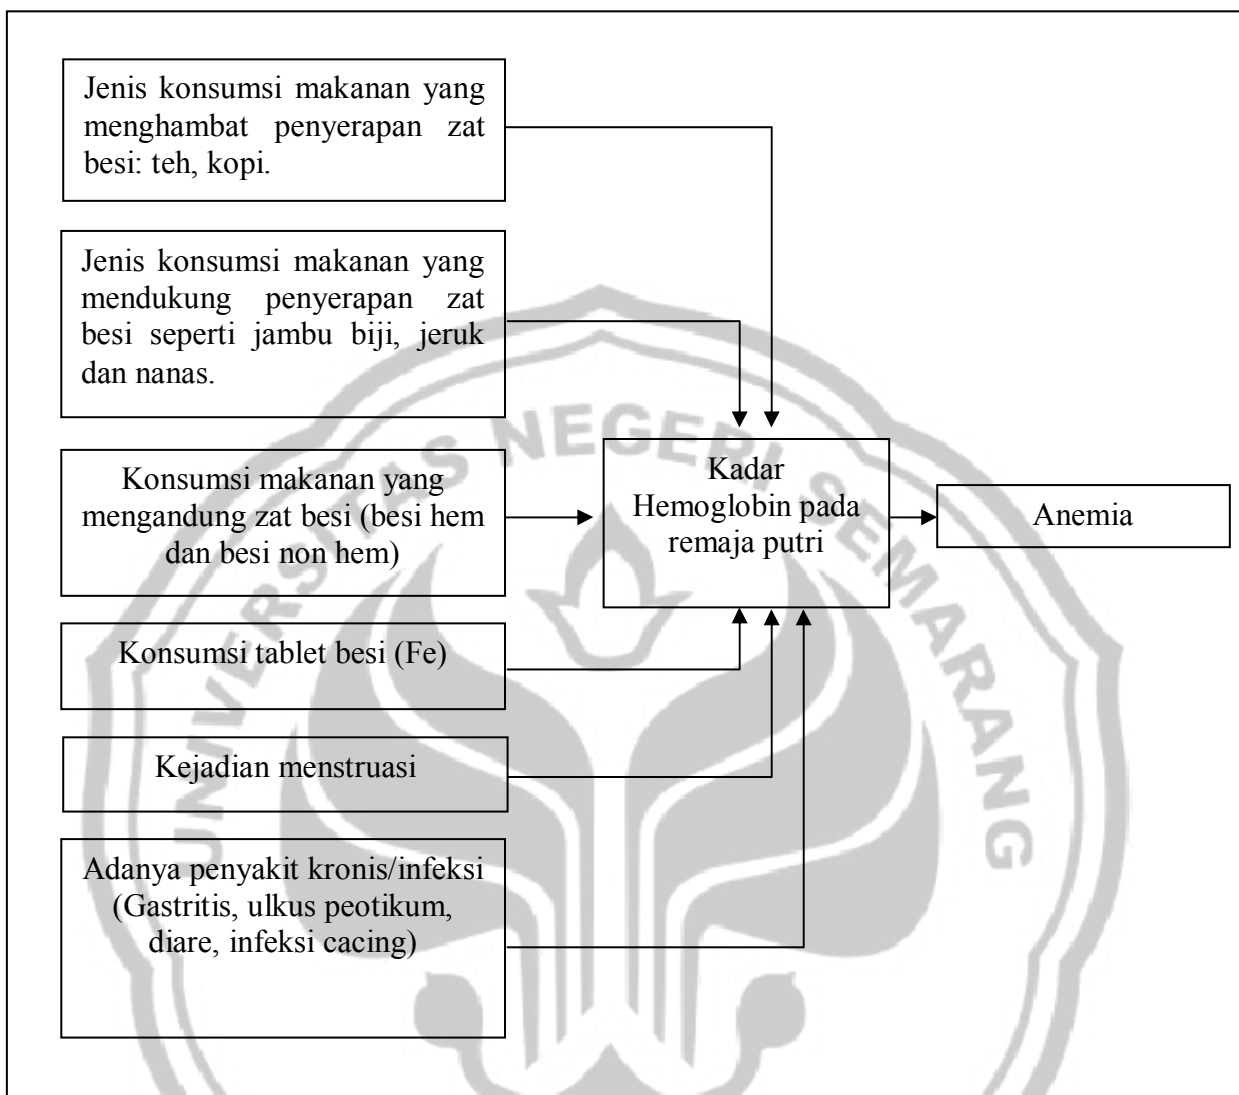 Jenis konsumsi makanan yang
menghambat penyerapan zat
besi: teh, kopi.
Jenis konsumsi makanan yang
mendukung penyerapan zat
besi seperti jambu biji, jeruk
dan nanas.
Konsumsi makanan yang
mengandung zat besi (besi hem
dan besi non hem)
Konsumsi tablet besi (Fe)
Kejadian menstruasi
Adanya penyakit kronis/infeksi
(Gastritis, ulkus peotikum,
diare, infeksi cacing)
Kadar
Hemoglobin pada
remaja putri
Anemia
UNIVERSITAS NEGERI SEMARANG